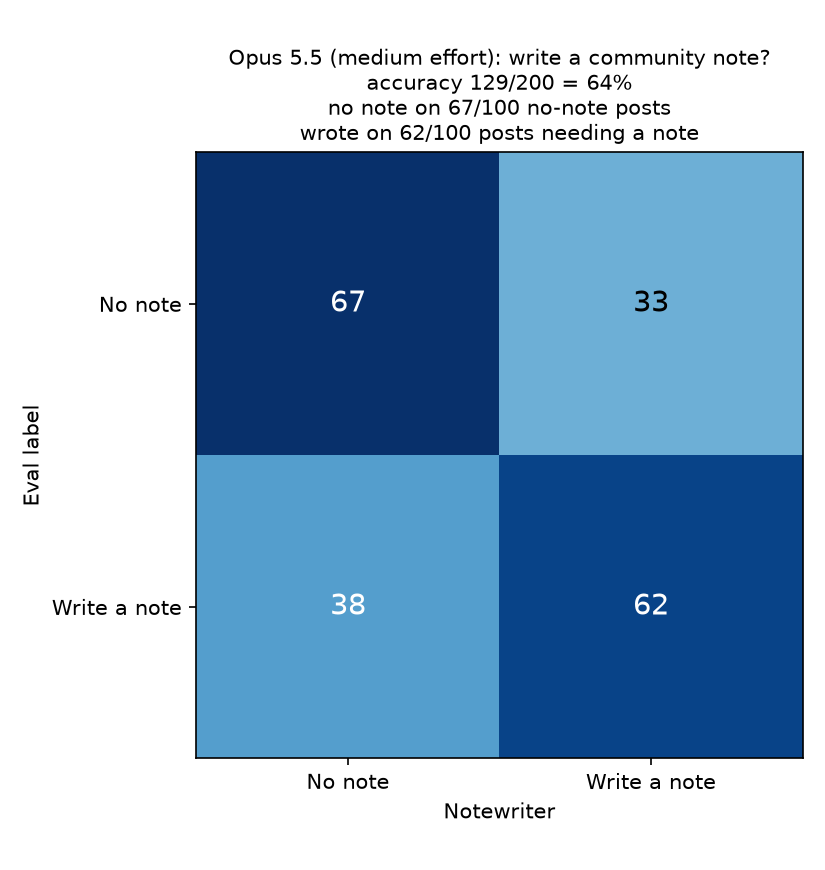 Opus 5.5 (medium effort): write a community note?
accuracy 129/200 = 64%
no note on 67/100 no-note posts
wrote on 62/100 posts needing a note
No note
67
33
Eval label
Write a note
38
62
No note
Write a note
Notewriter